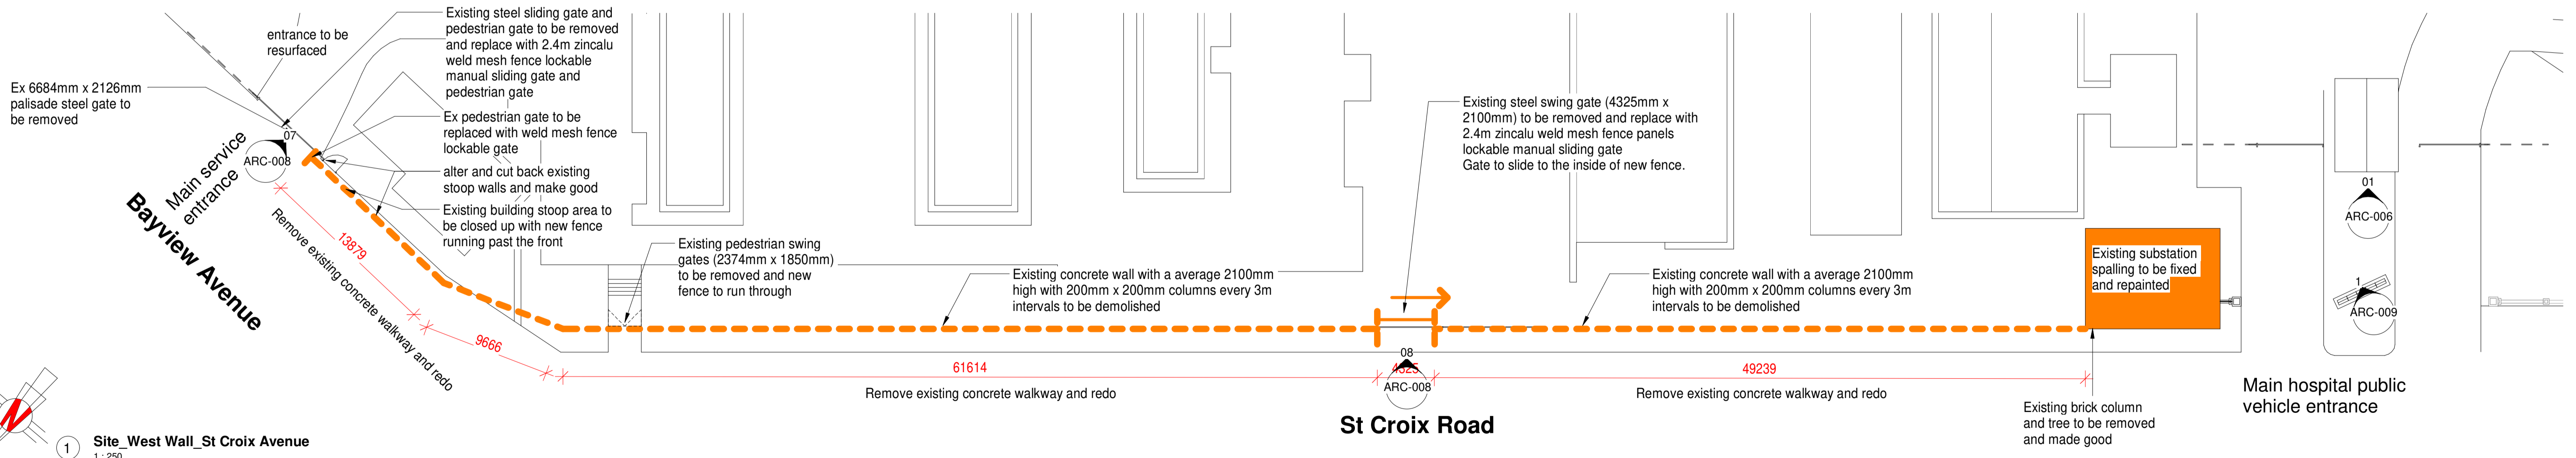 entrance to be
resurfaced
Existing steel sliding gate and
pedestrian gate to be removed
and replace with 2.4m zincalu
weld mesh fence lockable
manual sliding gate and
pedestrian gate
Ex 6684mm x 2126mm
palisade steel gate to
be removed
Ex pedestrian gate to be
replaced with weld mesh fence
lockable gate
alter and cut back existing
stoop walls and make good
Existing building stoop area to
be closed up with new fence
running past the front
07
ARC-008
Main service
entrance
Bayview Avenue
13879
Remove existing concrete walkway and redo
9666
Existing pedestrian swing
gates (2374mm x 1850mm)
to be removed and new
fence to run through
Existing concrete wall with a average 2100mm
high with 200mm x 200mm columns every 3m
intervals to be demolished
61614
Remove existing concrete walkway and redo
Existing steel swing gate (4325mm x
2100mm) to be removed and replace with
2.4m zincalu weld mesh fence panels
lockable manual sliding gate
Gate to slide to the inside of new fence.
08
4325
ARC-008
St Croix Road
Existing concrete wall with a average 2100mm
high with 200mm x 200mm columns every 3m
intervals to be demolished
49239
Remove existing concrete walkway and redo
Existing substation
spalling to be fixed
and repainted
Existing brick column
and tree to be removed
and made good
01
ARC-006
1
ARC-009
Main hospital public
vehicle entrance
N
1
Site_West Wall_St Croix Avenue
1 : 250